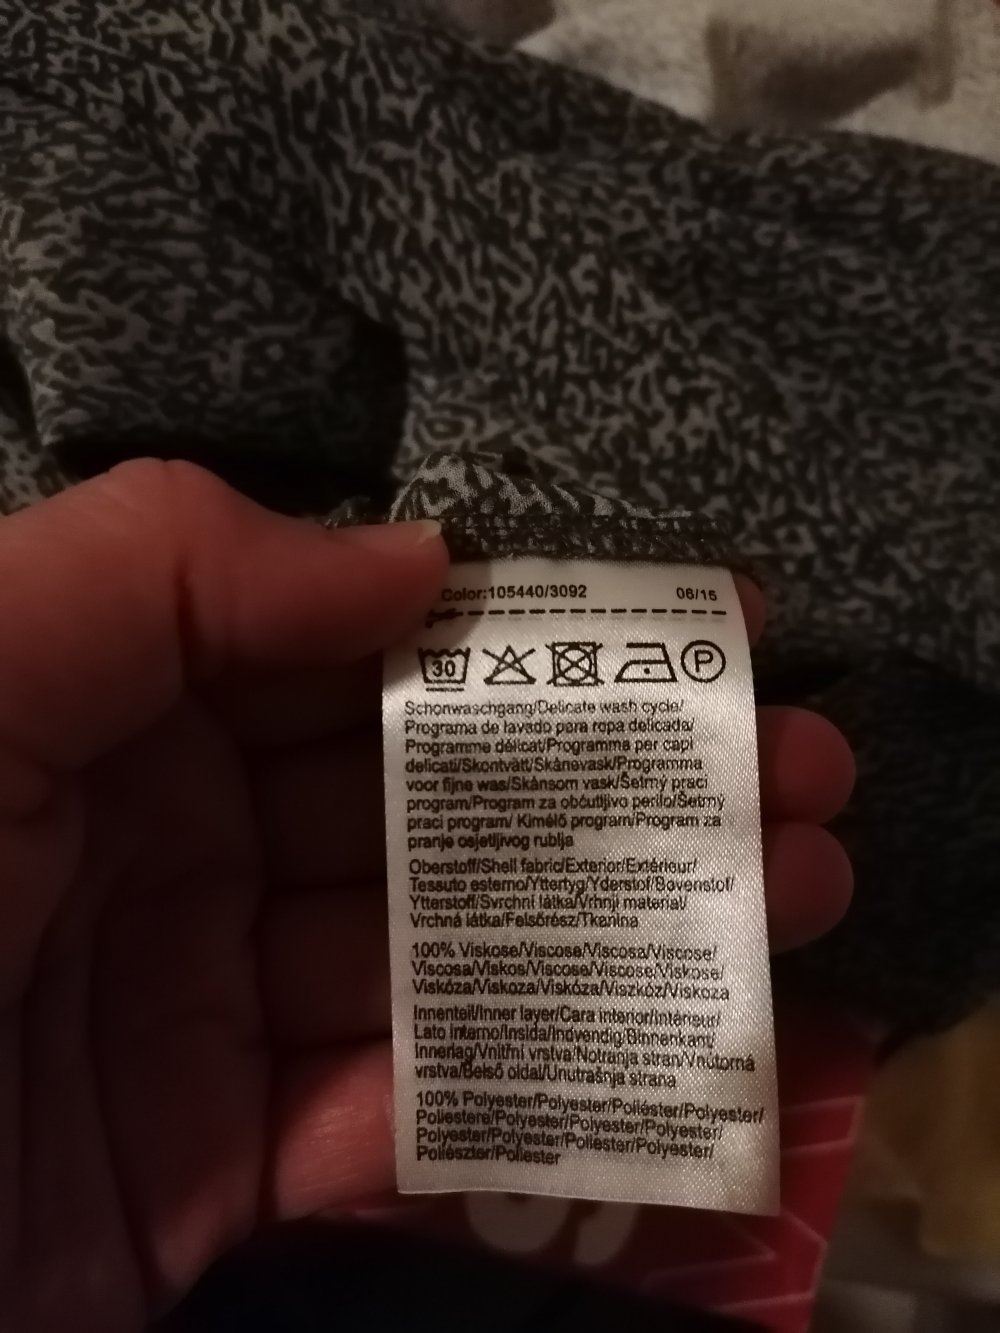 Color:105440/3092 06/15
30 P
Schonwaschgang/Delicate wash cycle/
Programa de lavado para ropa delicada/
Programme délicat/Programma per capi
delicati/Skontvätt/Skånevask/Programma
voor fijne was/Skånsom vask/Šetrný prací
program/Program za občutljivo perilo/Šetrný
prací program/ Kímélő program/Program za
pranje osjetljivog rublja
Oberstoff/Shell fabric/Exterior/Extérieur/
Tessuto esterno/Yttertyg/Yderstof/Bovenstof/
Ytterstoff/Svrchní látka/Vrhnji material/
Vrchná látka/Felsőrész/Tkanina
100% Viskose/Viscose/Viscosa/Viscose/
Viscosa/Viskos/Viscose/Viscose/Viskose/
Viskóza/Viskoza/Viskóza/Viszkóz/Viskoza
Innenteil/Inner layer/Cara interior/Intérieur/
Lato interno/Insida/Indvendig/Binnenkant/
Innerlag/Vnitřní vrstva/Notranja stran/Vnútorná
vrstva/Belső oldal/Unutrašnja strana
100% Polyester/Polyester/Poliéster/Polyester/
Poliestere/Polyester/Polyester/Polyester/
Polyester/Polyester/Poliester/Polyester/
Poliészter/Poliester